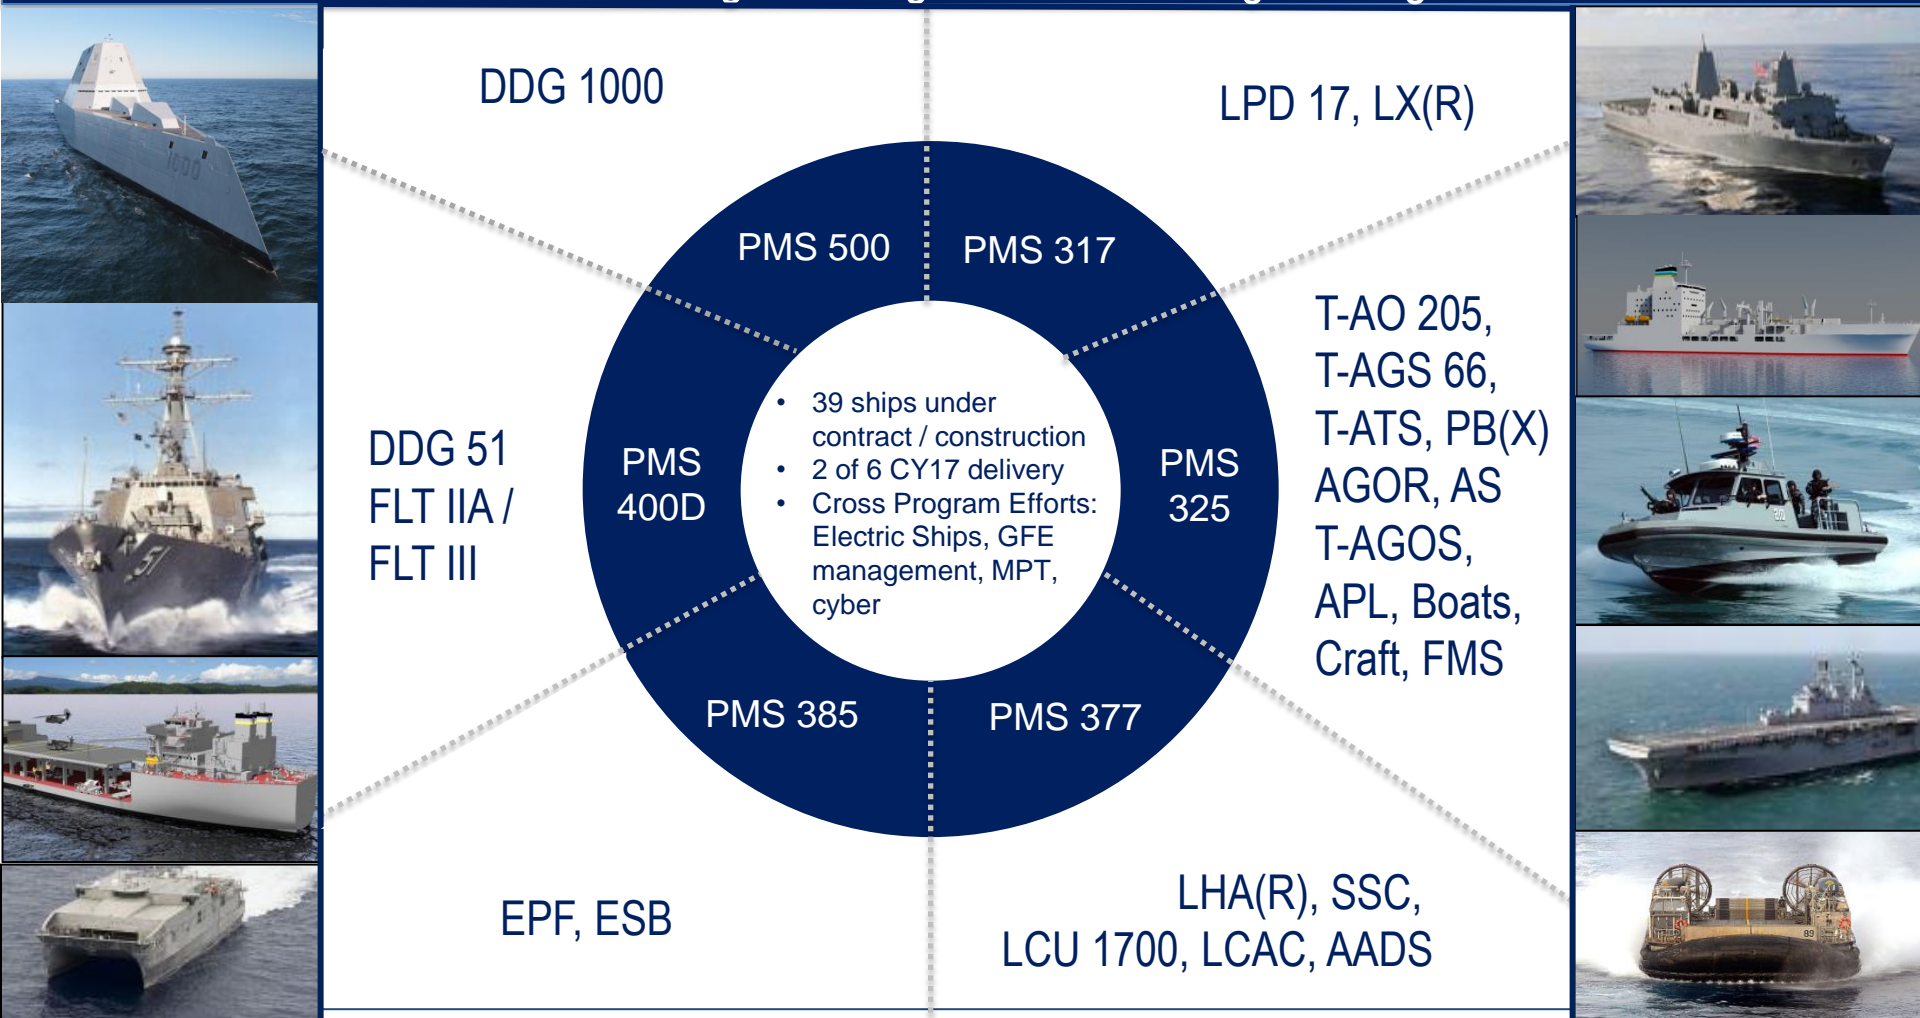 DDG 1000
LPD 17, LX(R)
PMS 500
PMS 317
T-AO 205,
T-AGS 66,
T-ATS, PB(X)
AGOR, AS
T-AGOS,
APL, Boats,
Craft, FMS
DDG 51
FLT IIA /
FLT III
PMS
400D
• 39 ships under
contract / construction
• 2 of 6 CY17 delivery
• Cross Program Efforts:
Electric Ships, GFE
management, MPT,
cyber
PMS
325
PMS 385
PMS 377
EPF, ESB
LHA(R), SSC,
LCU 1700, LCAC, AADS
1000
51
89